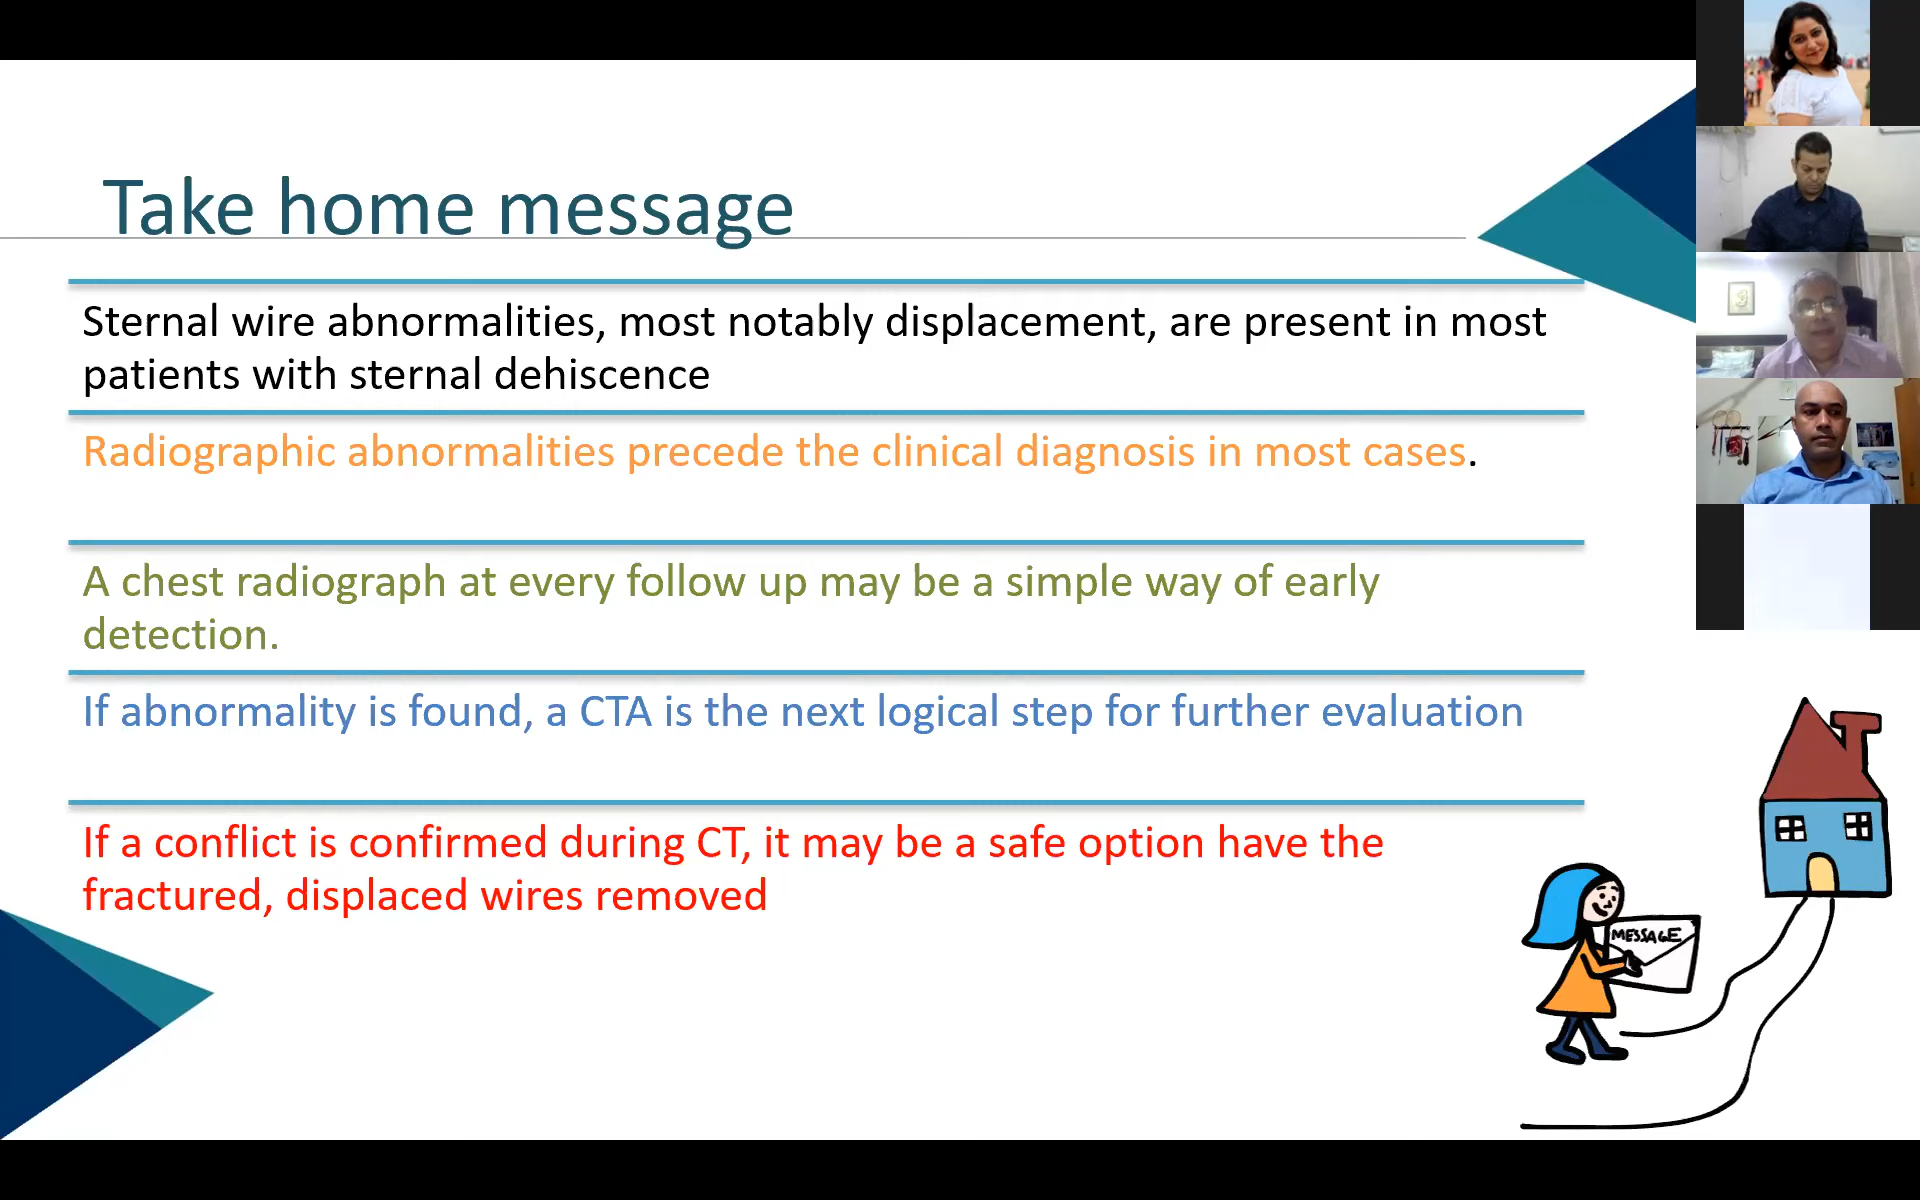 Take home message
Sternal wire abnormalities, most notably displacement, are present in most
patients with sternal dehiscence
Radiographic abnormalities precede the clinical diagnosis in most cases.
A chest radiograph at every follow up may be a simple way of early
detection.
If abnormality is found, a CTA is the next logical step for further evaluation
If a conflict is confirmed during CT, it may be a safe option have the
fractured, displaced wires removed
MESSAGE